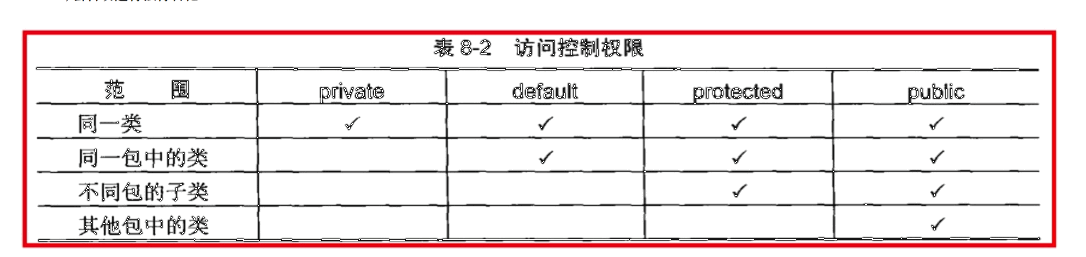 表 8-2 访问控制权限
范 围 private default protected public
同一类 ✓ ✓ ✓ ✓
同一包中的类 ✓ ✓ ✓
不同包的子类 ✓ ✓
其他包中的类 ✓